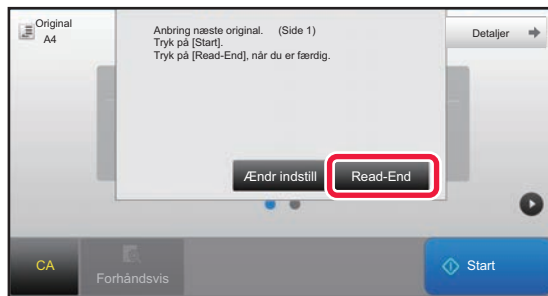 Original
A4
Anbring næste original. (Side 1)
Tryk på [Start].
Tryk på [Read-End], når du er færdig.
Detaljer
Ændr indstill
Read-End
CA
Forhåndsvis
Start